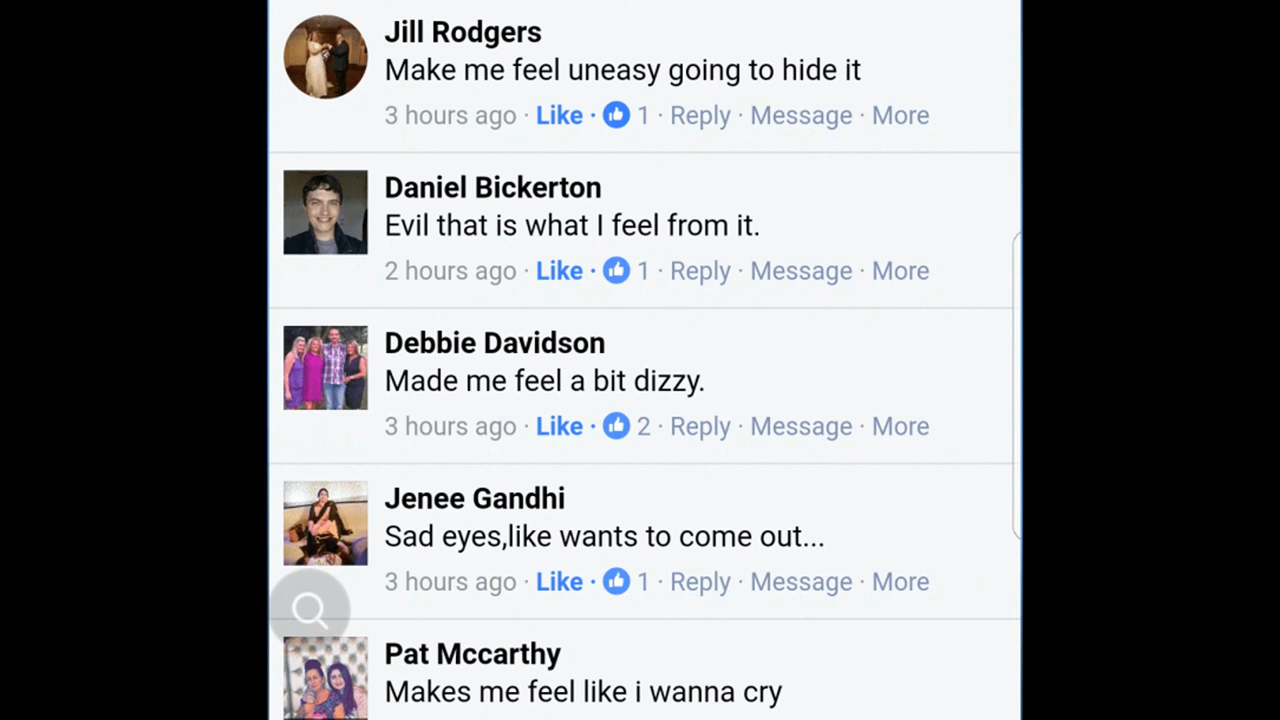 Jill Rodgers
Make me feel uneasy going to hide it
3 hours ago · Like · 1 · Reply · Message · More
Daniel Bickerton
Evil that is what I feel from it.
2 hours ago · Like · 1 · Reply · Message · More
Debbie Davidson
Made me feel a bit dizzy.
3 hours ago · Like · 2 · Reply · Message · More
Jenee Gandhi
Sad eyes,like wants to come out...
3 hours ago · Like · 1 · Reply · Message · More
Pat Mccarthy
Makes me feel like i wanna cry